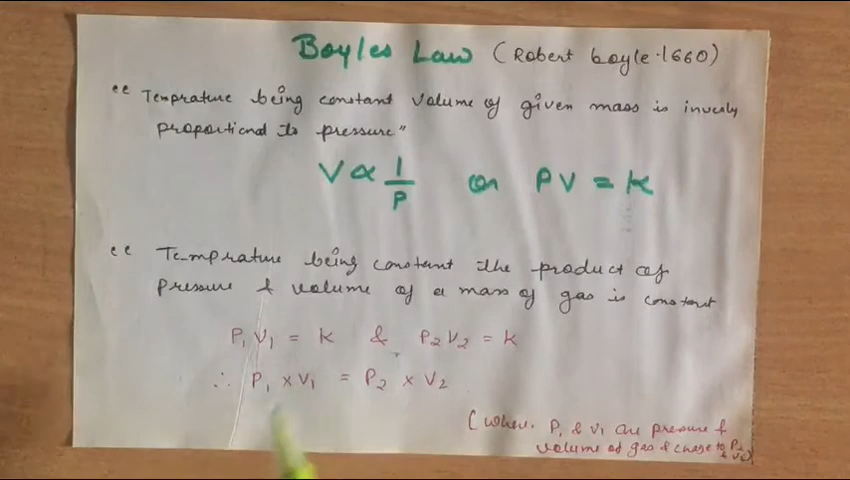 Boyles Law (Robert boyle·1660)
“ Temprature being constant volume of given mass is inversly
proportional to pressure"
V ∝ 1/P or PV = K
“ Temprature being constant the product of
pressure & volume of a mass of gas is constant
P₁V₁ = K & P₂V₂ = K
∴ P₁ × V₁ = P₂ × V₂
(where P₁ & V₁ are pressure &
volume of gas & change to P₂
& V₂)